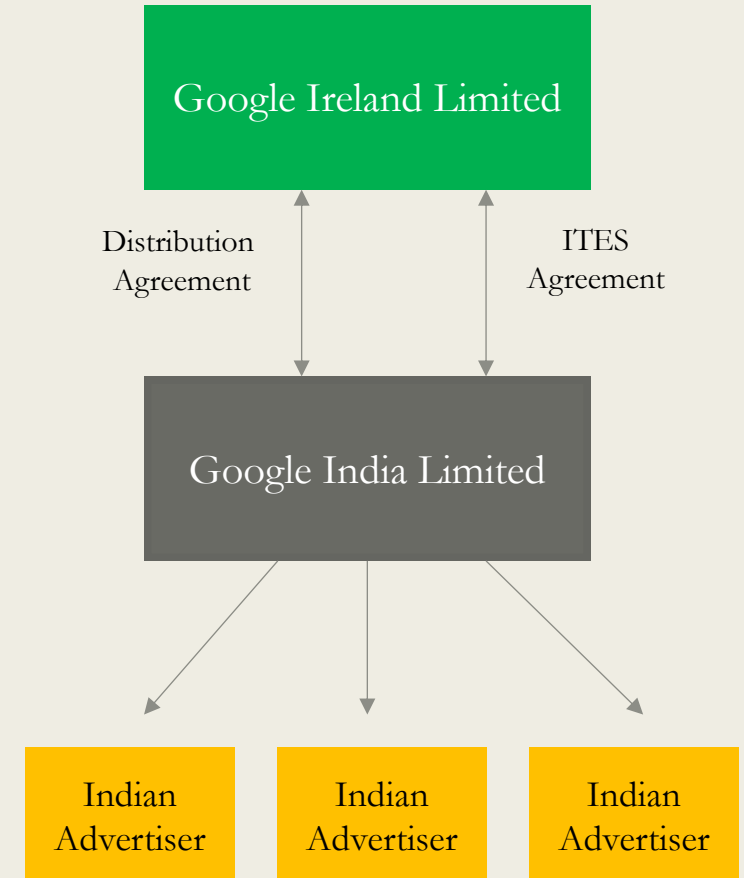 Google Ireland Limited
Distribution
Agreement
ITES
Agreement
Google India Limited
Indian
Advertiser
Indian
Advertiser
Indian
Advertiser